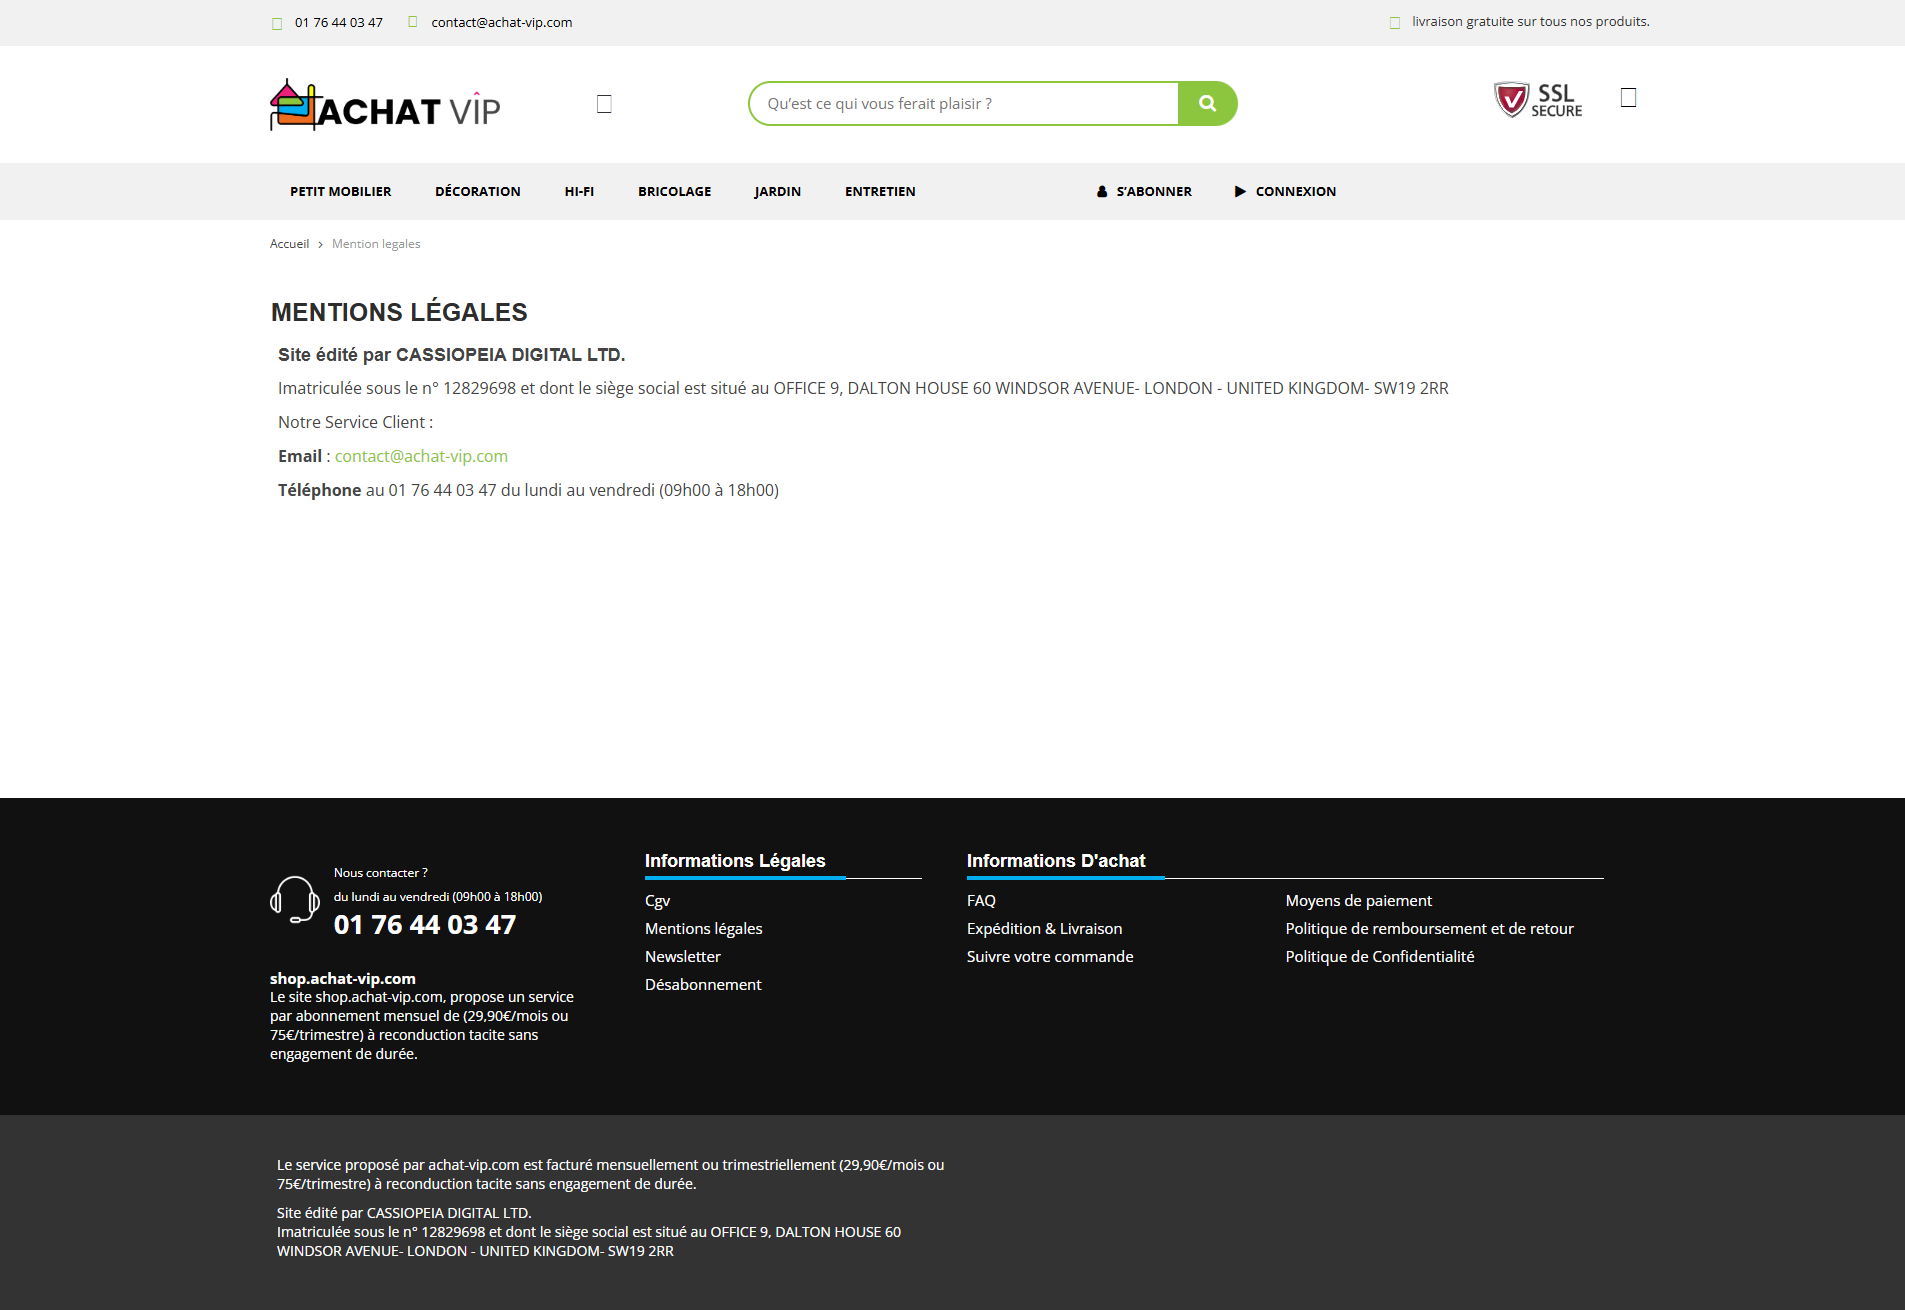 01 76 44 03 47 contact@achat-vip.com livraison gratuite sur tous nos produits.
ACHAT VIP
Qu’est ce qui vous ferait plaisir ?
SSL
SECURE
PETIT MOBILIER DÉCORATION HI-FI BRICOLAGE JARDIN ENTRETIEN S’ABONNER CONNEXION
Accueil > Mention legales
MENTIONS LÉGALES
Site édité par CASSIOPEIA DIGITAL LTD.
Imatriculée sous le n° 12829698 et dont le siège social est situé au OFFICE 9, DALTON HOUSE 60 WINDSOR AVENUE- LONDON - UNITED KINGDOM- SW19 2RR
Notre Service Client :
Email : contact@achat-vip.com
Téléphone au 01 76 44 03 47 du lundi au vendredi (09h00 à 18h00)
Nous contacter ?
du lundi au vendredi (09h00 à 18h00)
01 76 44 03 47
shop.achat-vip.com
Le site shop.achat-vip.com, propose un service
par abonnement mensuel de (29,90€/mois ou
75€/trimestre) à reconduction tacite sans
engagement de durée.
Informations Légales
Cgv
Mentions légales
Newsletter
Désabonnement
Informations D'achat
FAQ
Expédition & Livraison
Suivre votre commande
Moyens de paiement
Politique de remboursement et de retour
Politique de Confidentialité
Le service proposé par achat-vip.com est facturé mensuellement ou trimestriellement (29,90€/mois ou
75€/trimestre) à reconduction tacite sans engagement de durée.
Site édité par CASSIOPEIA DIGITAL LTD.
Imatriculée sous le n° 12829698 et dont le siège social est situé au OFFICE 9, DALTON HOUSE 60
WINDSOR AVENUE- LONDON - UNITED KINGDOM- SW19 2RR